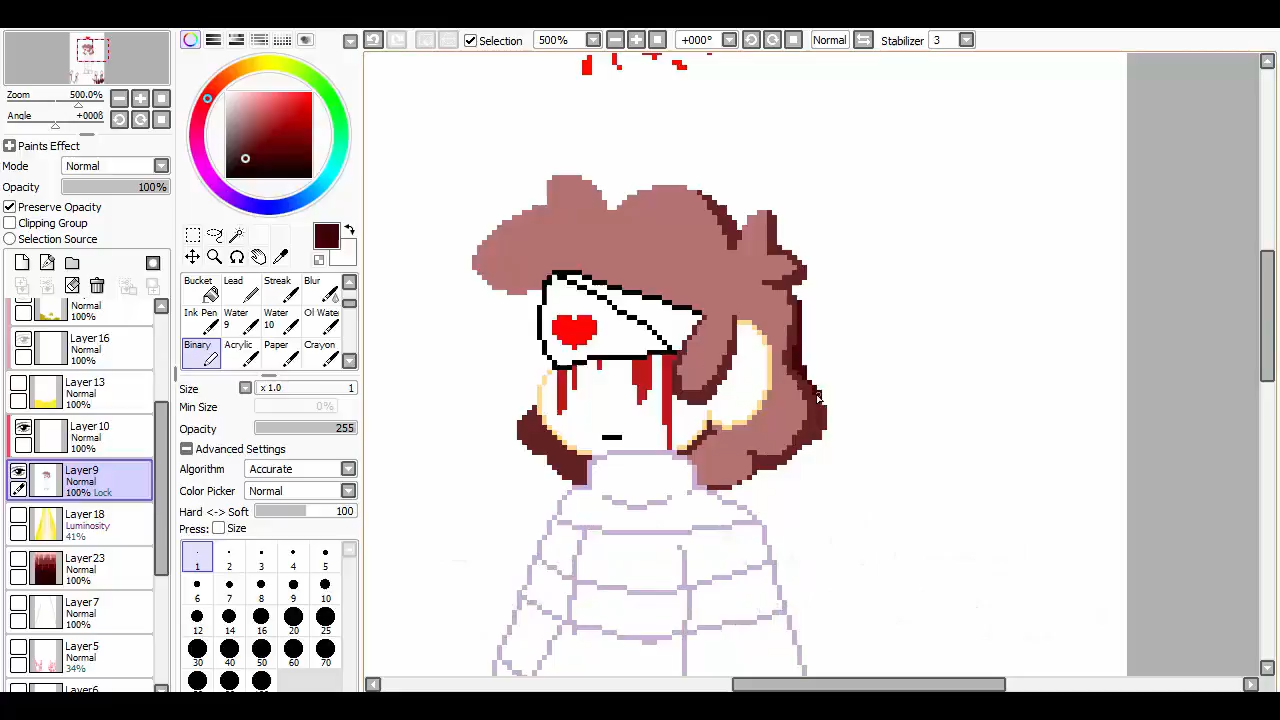 Selection 500% +000° Normal Stabilizer 3
Zoom 500.0%
Angle +0008
Paints Effect
Mode Normal
Opacity 100%
Preserve Opacity
Clipping Group
Selection Source
Normal
100%
Layer16
Normal
100%
Layer13
Normal
100%
Layer10
Normal
100%
Layer9
Normal
100% Lock
Layer18
Luminosity
41%
Layer23
Normal
100%
Layer7
Normal
100%
Layer5
Normal
34%
Layer6
Bucket Lead Streak Blur
Ink Pen Water 9 Water 10 Ol Wate
Binary Acrylic Paper Crayon
Size x 1.0 1
Min Size 0%
Opacity 255
Advanced Settings
Algorithm Accurate
Color Picker Normal
Hard <-> Soft 100
Press: Size
1 2 3 4 5
6 7 8 9 10
12 14 16 20 25
30 40 50 60 70